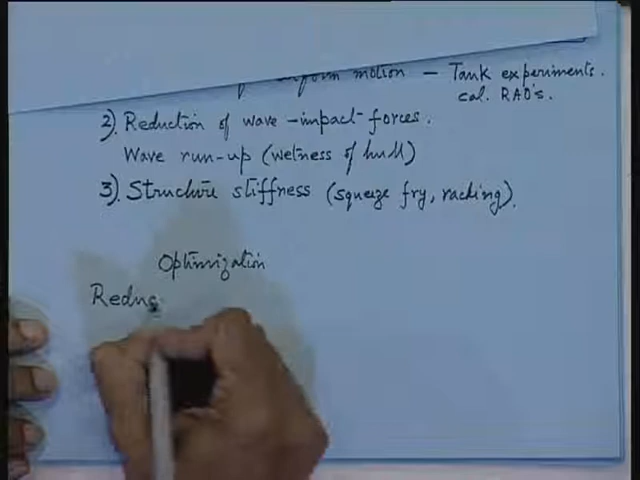 motion — Tank experiments.
cal. RAO's.
2). Reduction of wave-impact forces.
Wave run-up (wetness of hull)
3). Structure stiffness (squeeze fry, racking).
Optimization
Reduc